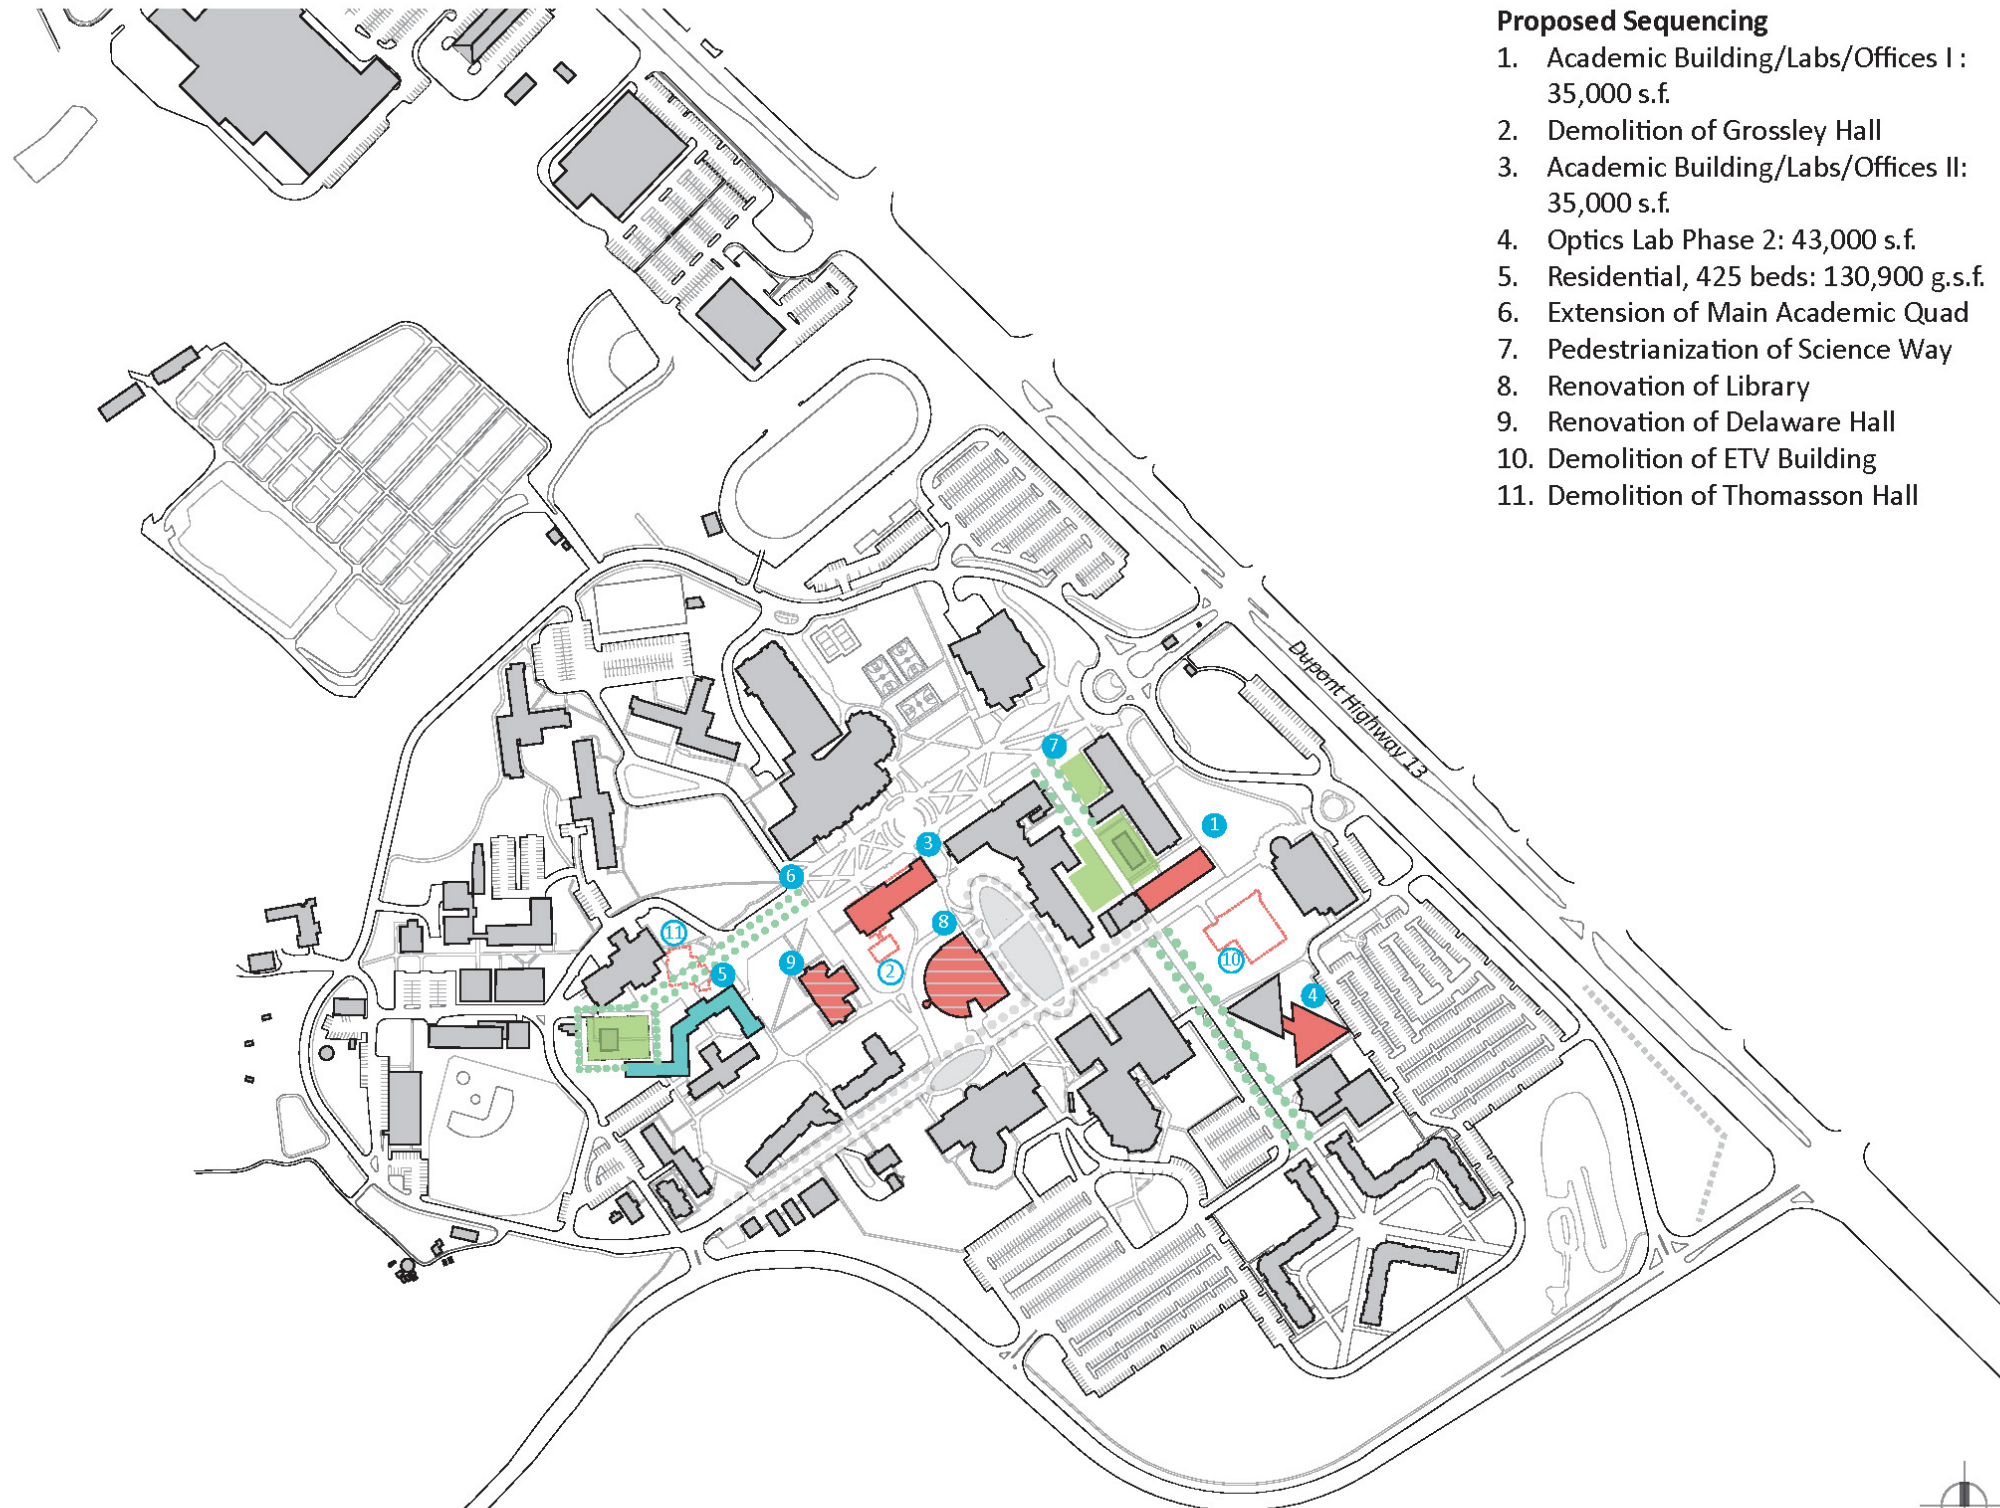 Proposed Sequencing
1. Academic Building/Labs/Offices I :
35,000 s.f.
2. Demolition of Grossley Hall
3. Academic Building/Labs/Offices II:
35,000 s.f.
4. Optics Lab Phase 2: 43,000 s.f.
5. Residential, 425 beds: 130,900 g.s.f.
6. Extension of Main Academic Quad
7. Pedestrianization of Science Way
8. Renovation of Library
9. Renovation of Delaware Hall
10. Demolition of ETV Building
11. Demolition of Thomasson Hall
Dupont Highway 13
7
1
3
6
8
11
9
5
2
10
4